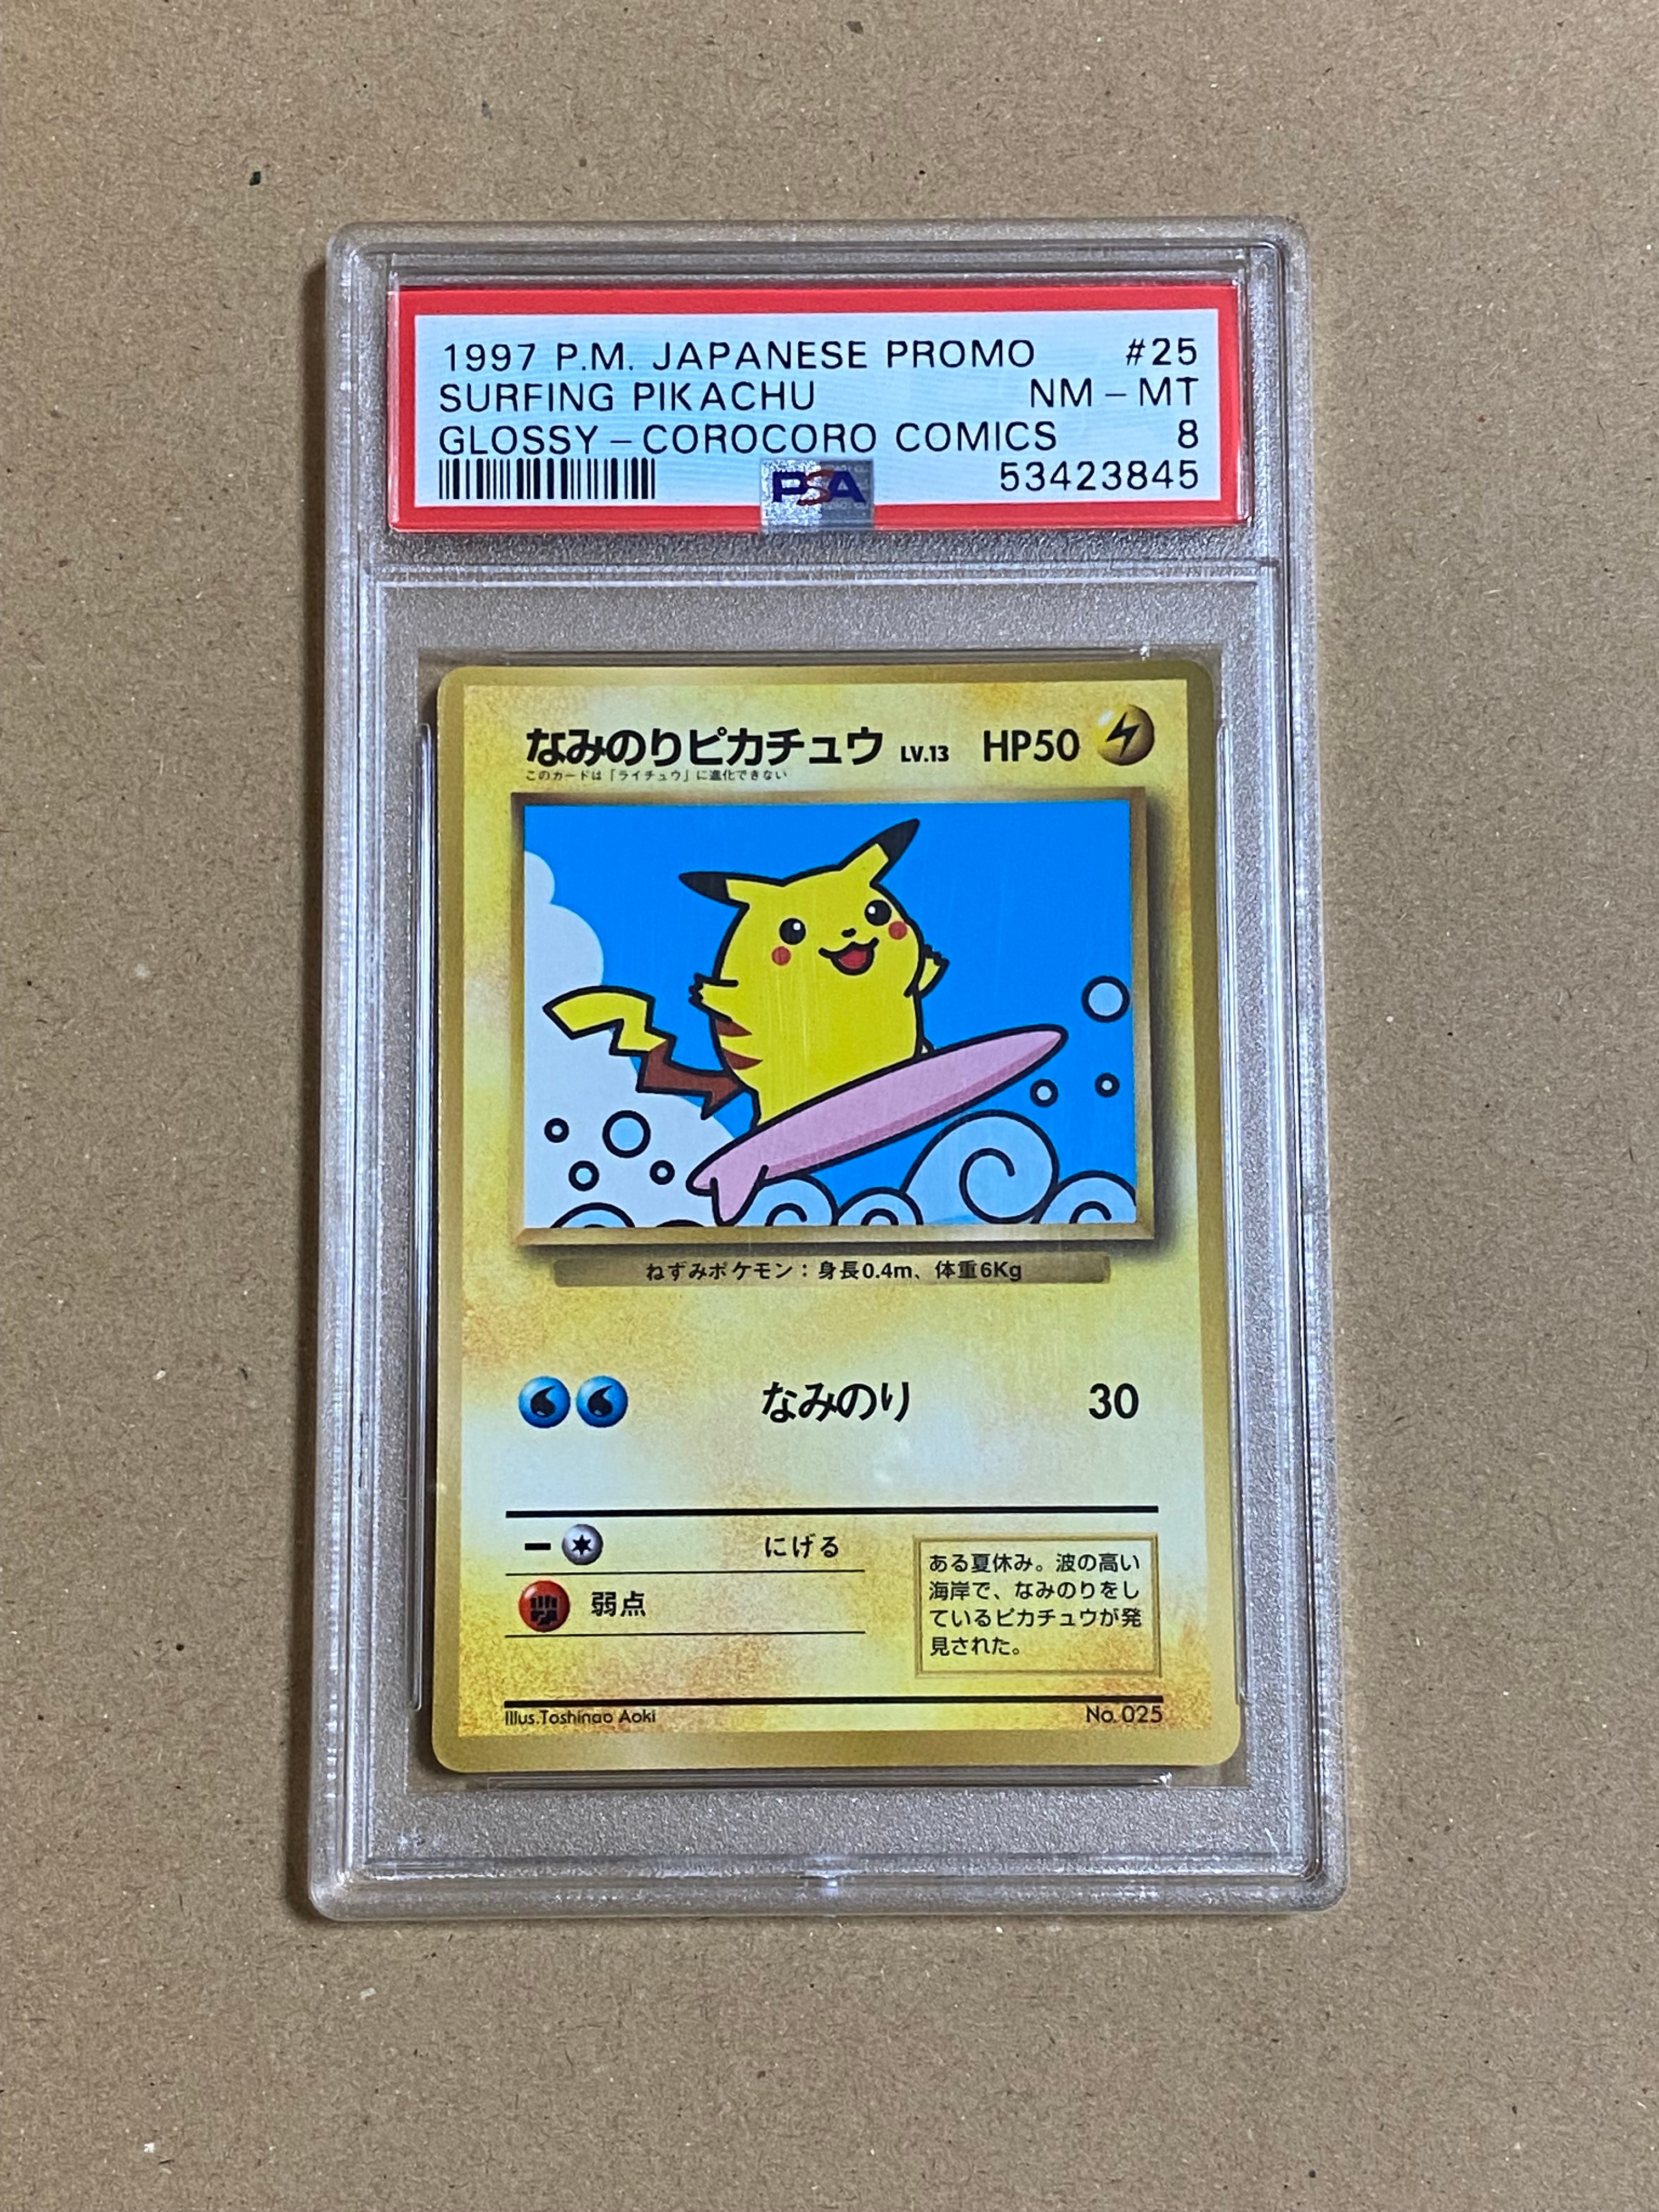 1997 P.M. JAPANESE PROMO #25
SURFING PIKACHU NM - MT
GLOSSY - COROCORO COMICS 8
53423845
PSA
なみのりピカチュウ LV.13 HP50
このカードは「ライチュウ」に進化できない
ねずみポケモン：身長0.4m、体重6Kg
なみのり 30
にげる
弱点
ある夏休み。波の高い
海岸で、なみのりをし
ているピカチュウが発
見された。
Illus.Toshinao Aoki No. 025